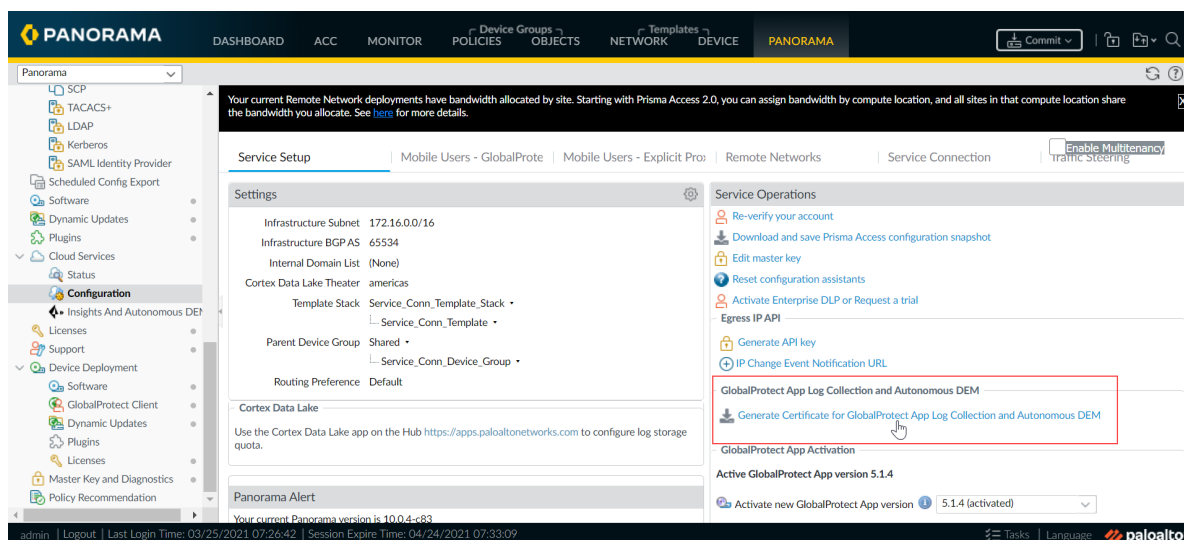 PANORAMA
Device Groups
Templates
DASHBOARD ACC MONITOR POLICIES OBJECTS NETWORK DEVICE PANORAMA
Commit
Panorama
SCP
TACACS+
LDAP
Kerberos
SAML Identity Provider
Scheduled Config Export
Software
Dynamic Updates
Plugins
Cloud Services
Status
Configuration
Insights And Autonomous DEM
Licenses
Support
Device Deployment
Software
GlobalProtect Client
Dynamic Updates
Plugins
Licenses
Master Key and Diagnostics
Policy Recommendation
Your current Remote Network deployments have bandwidth allocated by site. Starting with Prisma Access 2.0, you can assign bandwidth by compute location, and all sites in that compute location share
the bandwidth you allocate. See here for more details.
Enable Multitenancy
Service Setup Mobile Users - GlobalProte Mobile Users - Explicit Pro Remote Networks Service Connection Traffic Steering
Settings
Infrastructure Subnet 172.16.0.0/16
Infrastructure BGP AS 65534
Internal Domain List (None)
Cortex Data Lake Theater americas
Template Stack Service_Conn_Template_Stack
Service_Conn_Template
Parent Device Group Shared
Service_Conn_Device_Group
Routing Preference Default
Cortex Data Lake
Use the Cortex Data Lake app on the Hub https://apps.paloaltonetworks.com to configure log storage
quota.
Panorama Alert
Your current Panorama version is 10.0.4-c83
Service Operations
Re-verify your account
Download and save Prisma Access configuration snapshot
Edit master key
Reset configuration assistants
Activate Enterprise DLP or Request a trial
Egress IP API
Generate API key
IP Change Event Notification URL
GlobalProtect App Log Collection and Autonomous DEM
Generate Certificate for GlobalProtect App Log Collection and Autonomous DEM
GlobalProtect App Activation
Active GlobalProtect App version 5.1.4
Activate new GlobalProtect App version 5.1.4 (activated)
admin | Logout | Last Login Time: 03/25/2021 07:26:42 | Session Expire Time: 04/24/2021 07:33:09
Tasks | Language paloalto